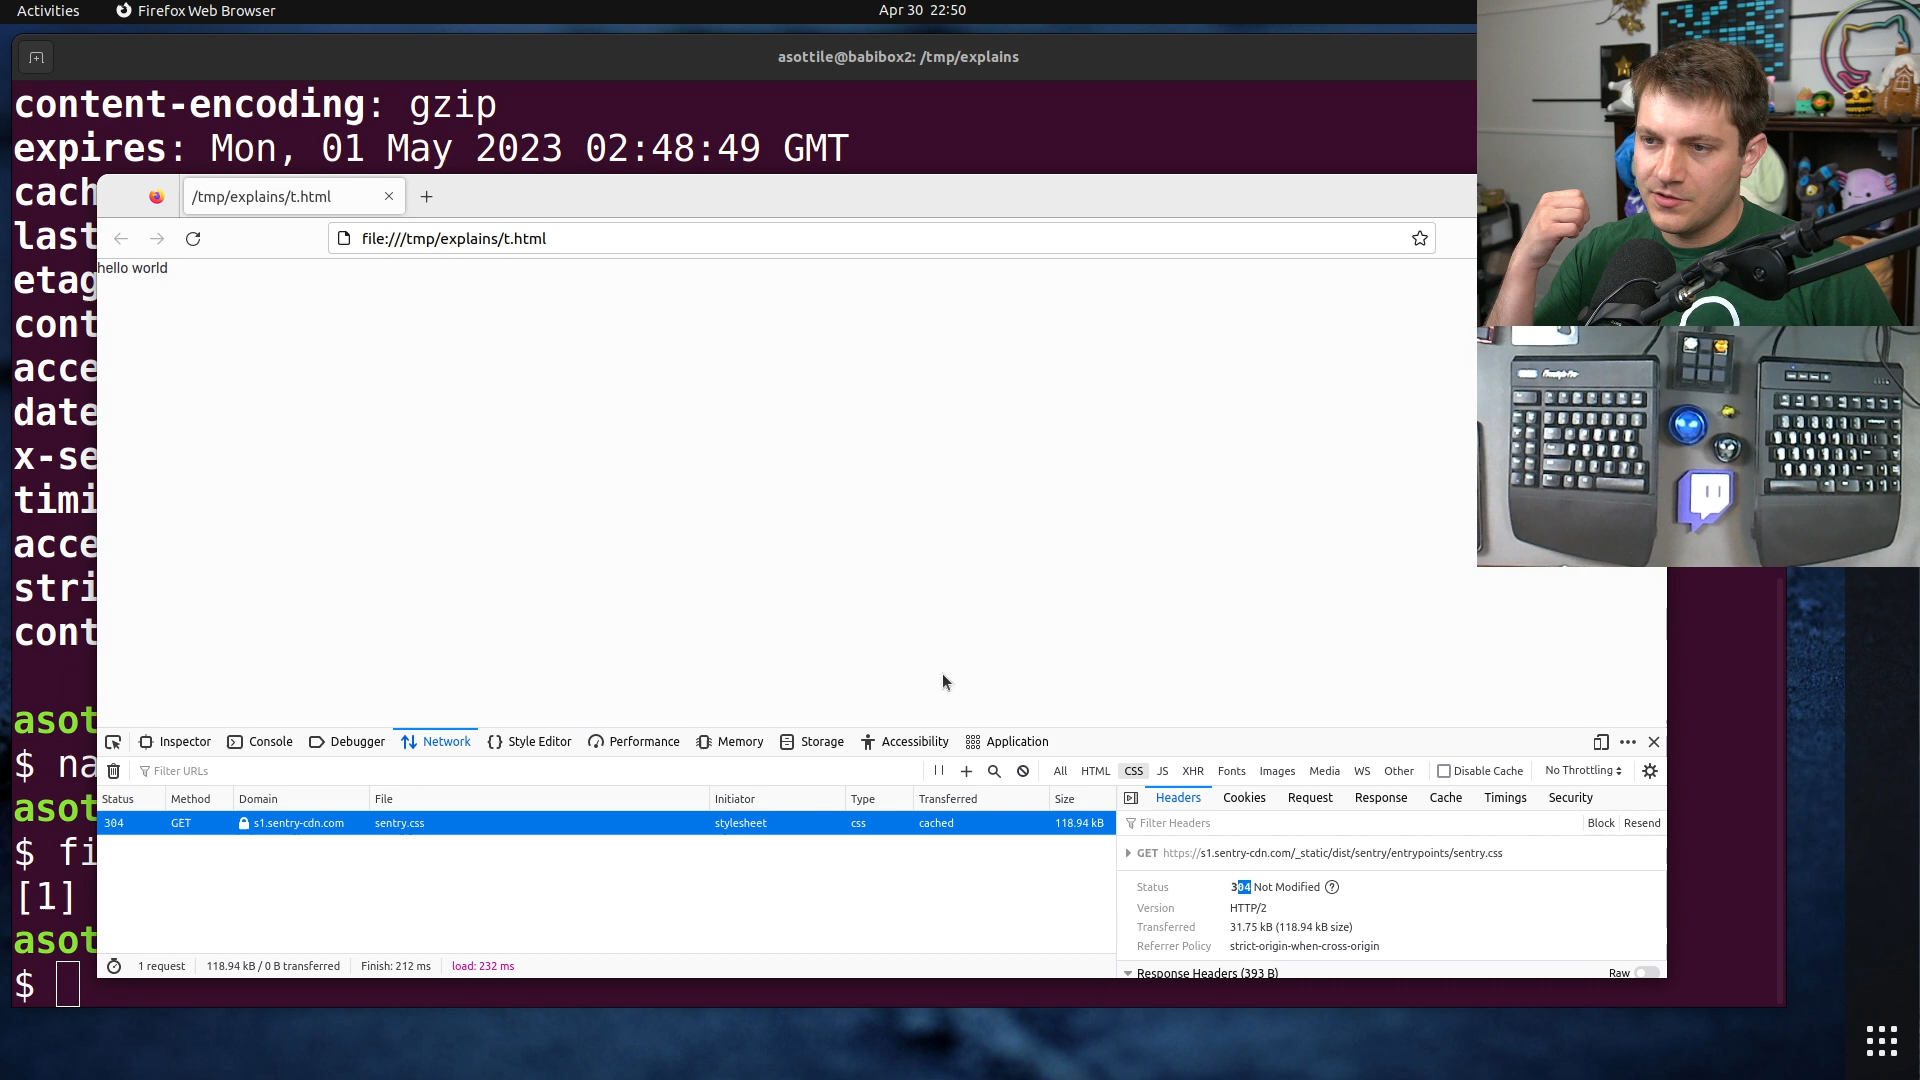 Activities
Firefox Web Browser
Apr 30 22:50
asottile@babibox2: /tmp/explains
content-encoding: gzip
expires: Mon, 01 May 2023 02:48:49 GMT
cach
/tmp/explains/t.html
last
file:///tmp/explains/t.html
hello world
etag
cont
acce
date
x-se
timi
acce
stri
cont
asot
$ na
asot
$ fi
[1]
asot
$
Inspector
Console
Debugger
Network
Style Editor
Performance
Memory
Storage
Accessibility
Application
Filter URLs
All
HTML
CSS
JS
XHR
Fonts
Images
Media
WS
Other
Disable Cache
No Throttling
Status
Method
Domain
File
Initiator
Type
Transferred
Size
304
GET
s1.sentry-cdn.com
sentry.css
stylesheet
css
cached
118.94 kB
Headers
Cookies
Request
Response
Cache
Timings
Security
Filter Headers
Block
Resend
GET https://s1.sentry-cdn.com/_static/dist/sentry/entrypoints/sentry.css
Status 304 Not Modified
Version HTTP/2
Transferred 31.75 kB (118.94 kB size)
Referrer Policy strict-origin-when-cross-origin
Response Headers (393 B)
Raw
1 request
118.94 kB / 0 B transferred
Finish: 212 ms
load: 232 ms